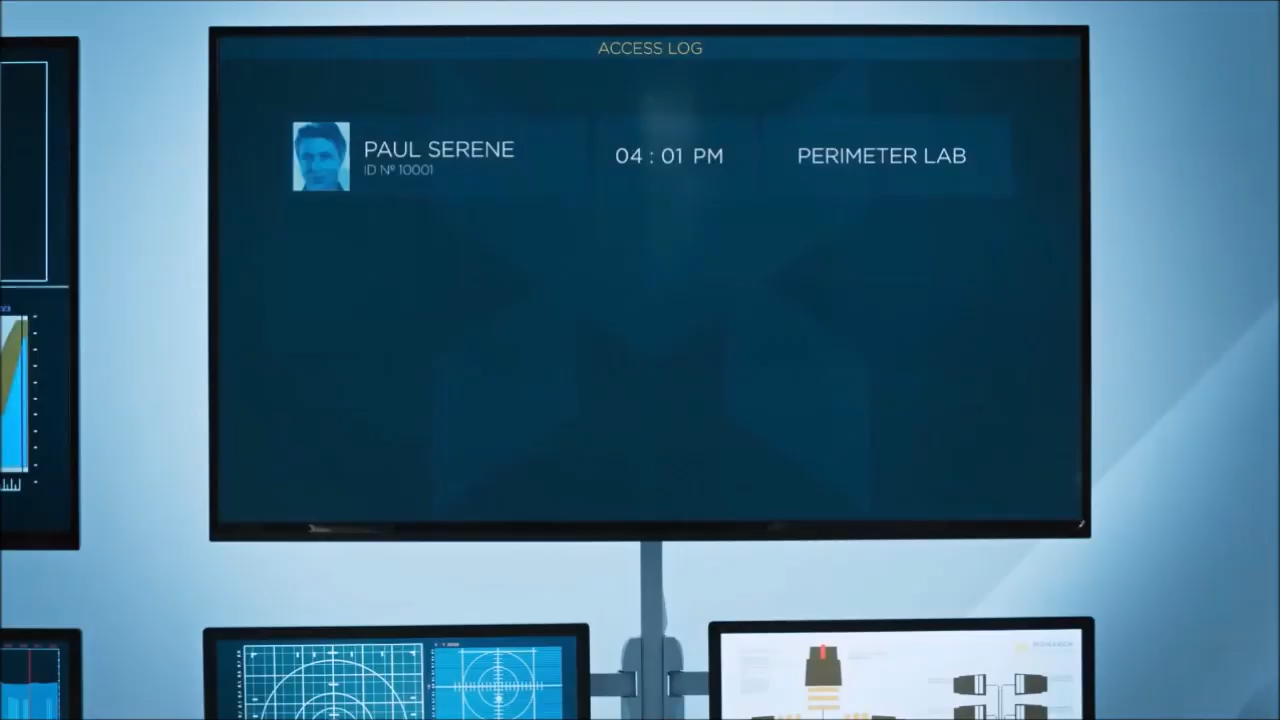 ACCESS LOG
PAUL SERENE
ID Nº 10001
04 : 01 PM
PERIMETER LAB